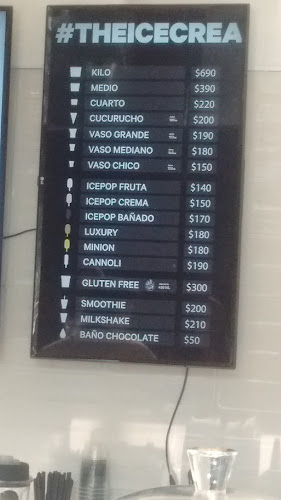 #THEICECREA
KILO $690
MEDIO $390
CUARTO $220
CUCURUCHO $200
VASO GRANDE $190
VASO MEDIANO $180
VASO CHICO $150
ICEPOP FRUTA $140
ICEPOP CREMA $150
ICEPOP BAÑADO $170
LUXURY $180
MINION $180
CANNOLI $190
GLUTEN FREE $300
SMOOTHIE $200
MILKSHAKE $210
BAÑO CHOCOLATE $50